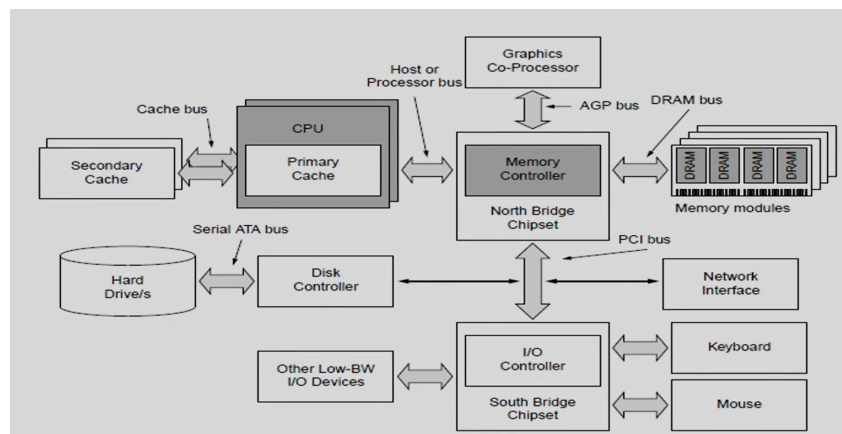 Graphics
Co-Processor
Host or
Processor bus
AGP bus
DRAM bus
Cache bus
CPU
Secondary
Cache
Primary
Cache
Memory
Controller
DRAM
DRAM
DRAM
DRAM
North Bridge
Chipset
Memory modules
Serial ATA bus
PCI bus
Hard
Drive/s
Disk
Controller
Network
Interface
I/O
Controller
Keyboard
Other Low-BW
I/O Devices
South Bridge
Chipset
Mouse